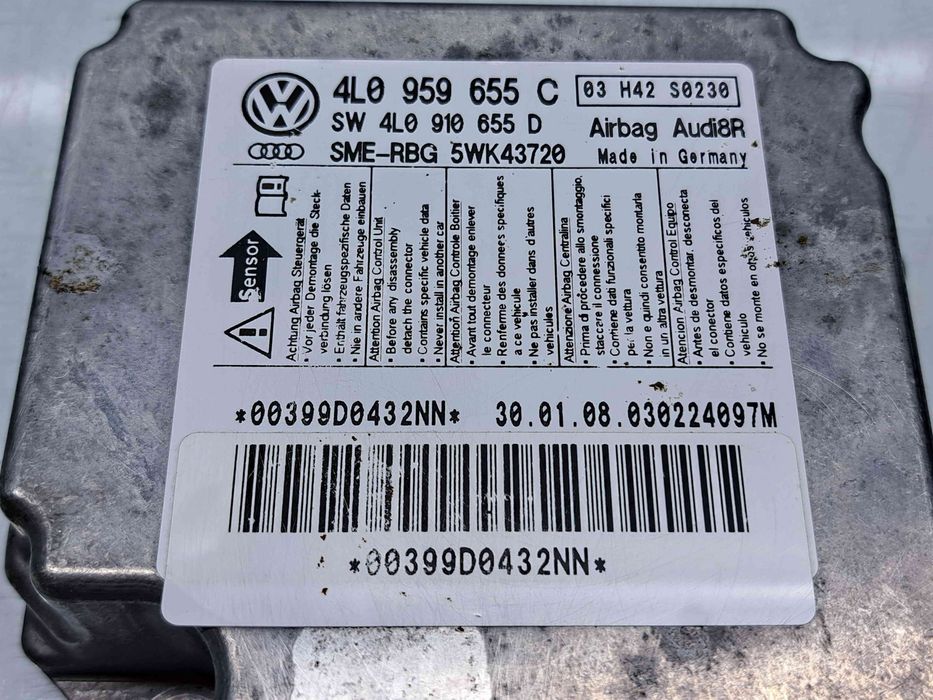 4L0 959 655 C
03 H42 S0230
SW 4L0 910 655 D
Airbag Audi8R
SME-RBG 5WK43720
Made in Germany
Sensor
Achtung Airbag Steuergerät
• Vor jeder Demontage die Steck-
verbindung lösen
• Enthält fahrzeugspezifische Daten
• Nie in andere Fahrzeuge einbauen
Attention Airbag Control Unit
• Before any disassembly
detach the connector
• Contains specific vehicle data
• Never install in another car
Attention Airbag Controle Boitier
• Avant tout demontage enlever
le connecteur
• Renferme des donnees specifiques
a ce vehicule
• Ne pas installer dans d'autres
vehicules
Attenzione Airbag Centralina
• Prima di procedere allo smontaggio,
staccare il connessione
• Contiene dati funzionali specifici
per la vettura
• Non e quindi consentito montarla
in un altra vettura
Atencion Airbag Control Equipo
• Antes de desmontar desconecta
el conector
• Contiene datos especificos del
vehiculo
• No se monte en otros vehiculos
*00399D0432NN*
30.01.08.030224097M
*00399D0432NN*